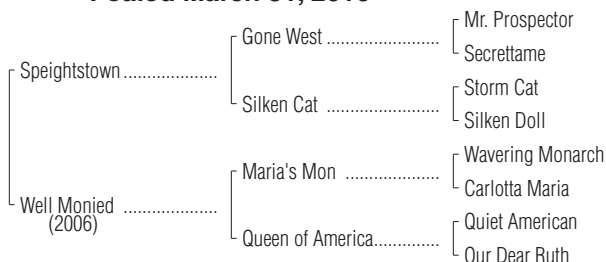 Foaled March 31,
Mr. Prospector
Gone West ........................
Secrettame
Speightstown ....................
Storm Cat
Silken Cat ........................
Silken Doll
Wavering Monarch
Maria's Mon ....................
Carlotta Maria
Well Monied ....................
(2006)
Quiet American
Queen of America..............
Our Dear Ruth